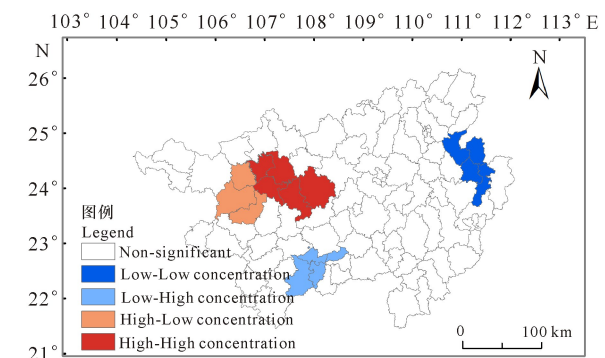 103° 104° 105° 106° 107° 108° 109° 110° 111° 112° 113° E
N
N
26°
25°
24°
23°
22°
21°
图例
Legend
Non-significant
Low-Low concentration
Low-High concentration
High-Low concentration
High-High concentration
0 100 km